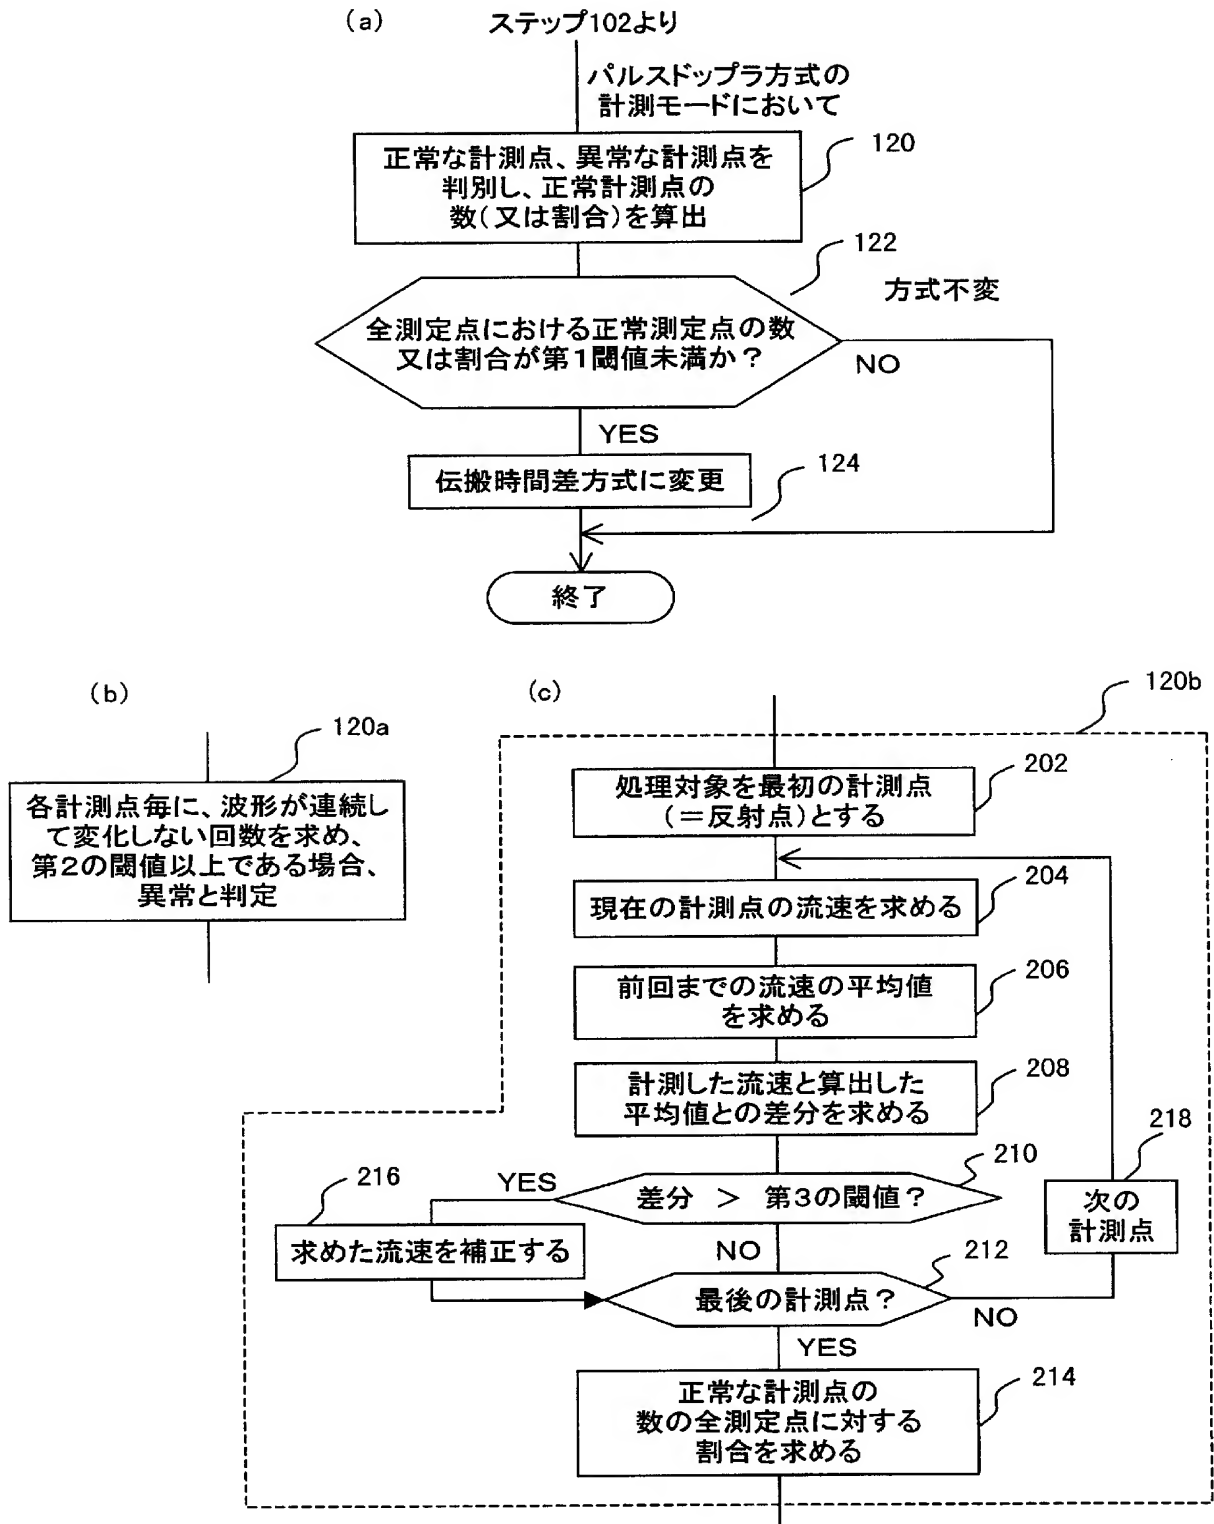 (a)
ステップ102より
パルスドップラ方式の
計測モードにおいて
正常な計測点、異常な計測点を
判別し、正常計測点の
数(又は割合)を算出
120
122
方式不変
全測定点における正常測定点の数
又は割合が第1閾値未満か?
NO
YES
伝搬時間差方式に変更
124
終了
(b)
120a
各計測点毎に、波形が連続し
て変化しない回数を求め、
第2の閾値以上である場合、
異常と判定
(c)
120b
処理対象を最初の計測点
(=反射点)とする
202
現在の計測点の流速を求める
204
前回までの流速の平均値
を求める
206
計測した流速と算出した
平均値との差分を求める
208
差分 > 第3の閾値?
210
YES
216
求めた流速を補正する
NO
最後の計測点?
212
NO
218
次の
計測点
YES
正常な計測点の
数の全測定点に対する
割合を求める
214